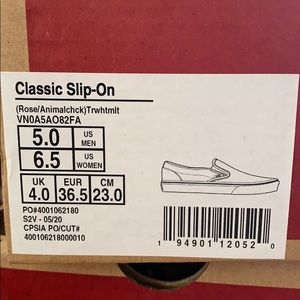 Classic Slip-On
(Rose/Animalchck)Trwhtmlt
VN0A5AO82FA
5.0 US MEN
6.5 US WOMEN
UK EUR CM
4.0 36.5 23.0
PO#4001062180
S2V - 05/20
CPSIA PO/CUT#
400106218000010
1 94901 12052 0